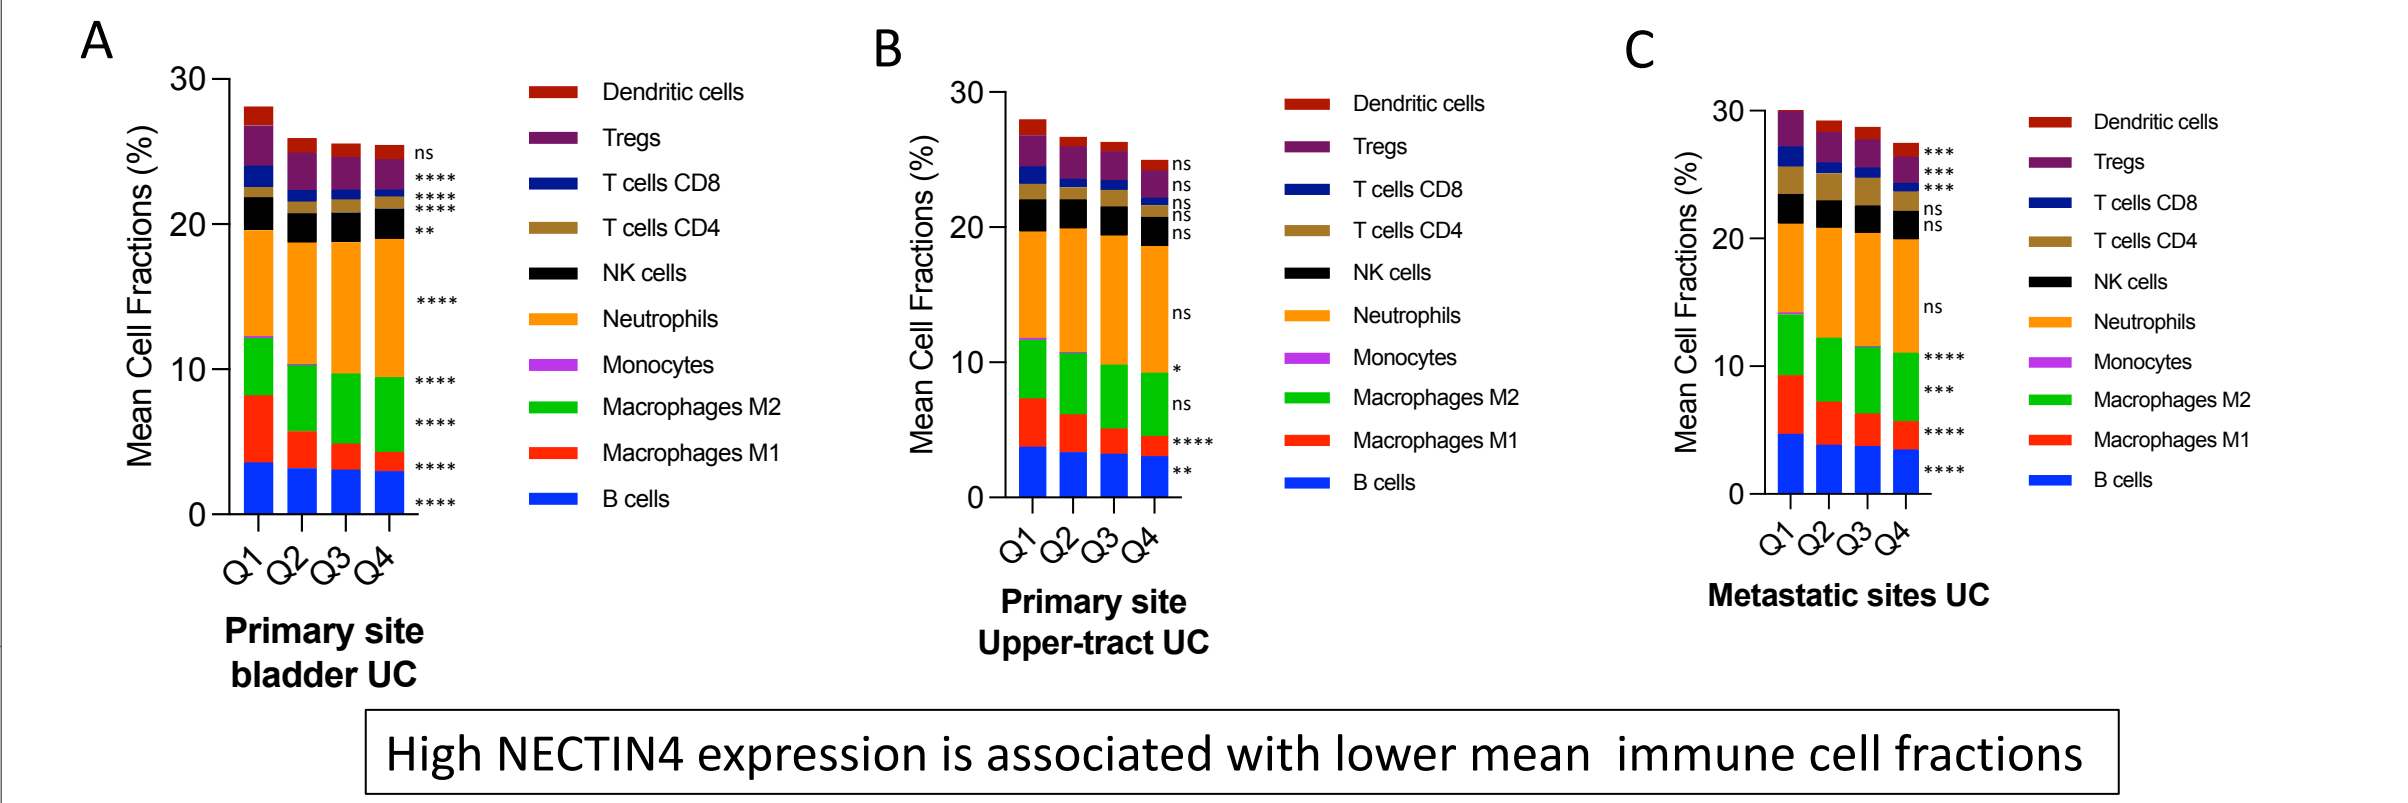 A
Mean Cell Fractions (%)
30
20
10
0
ns
****
****
****
**
****
****
****
****
****
Q1
Q2
Q3
Q4
Primary site
bladder UC
Dendritic cells
Tregs
T cells CD8
T cells CD4
NK cells
Neutrophils
Monocytes
Macrophages M2
Macrophages M1
B cells
B
Mean Cell Fractions (%)
30
20
10
0
ns
ns
ns
ns
ns
ns
*
ns
****
**
Q1
Q2
Q3
Q4
Primary site
Upper-tract UC
Dendritic cells
Tregs
T cells CD8
T cells CD4
NK cells
Neutrophils
Monocytes
Macrophages M2
Macrophages M1
B cells
C
Mean Cell Fractions (%)
30
20
10
0
***
***
***
ns
ns
ns
****
***
****
****
Q1
Q2
Q3
Q4
Metastatic sites UC
Dendritic cells
Tregs
T cells CD8
T cells CD4
NK cells
Neutrophils
Monocytes
Macrophages M2
Macrophages M1
B cells
High NECTIN4 expression is associated with lower mean  immune cell fractions